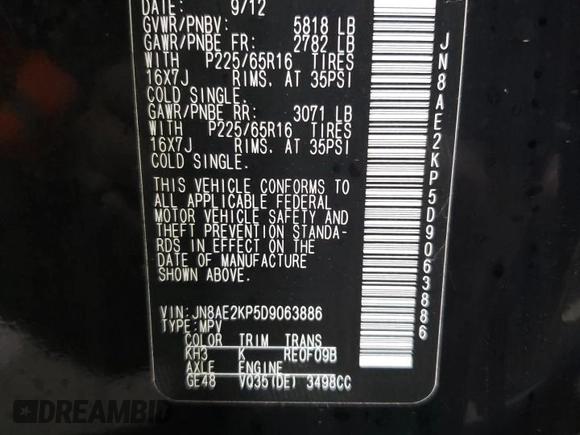 DATE: 9/12
GVWR/PNBV: 5818 LB
GAWR/PNBE FR: 2782 LB
WITH P225/65R16 TIRES
16X7J RIMS, AT 35PSI
COLD SINGLE.
GAWR/PNBE RR: 3071 LB
WITH P225/65R16 TIRES
16X7J RIMS, AT 35PSI
COLD SINGLE.
THIS VEHICLE CONFORMS TO
ALL APPLICABLE FEDERAL
MOTOR VEHICLE SAFETY AND
THEFT PREVENTION STANDA-
RDS IN EFFECT ON THE
DATE OF MANUFACTURE
SHOWN ABOVE.
VIN: JN8AE2KP5D9063886
TYPE: MPV
COLOR TRIM TRANS
KH3 K RE0F09B
AXLE ENGINE
GE48 VQ35(DE) 3498CC
JN8AE2KP5D9063886
DREAMBID